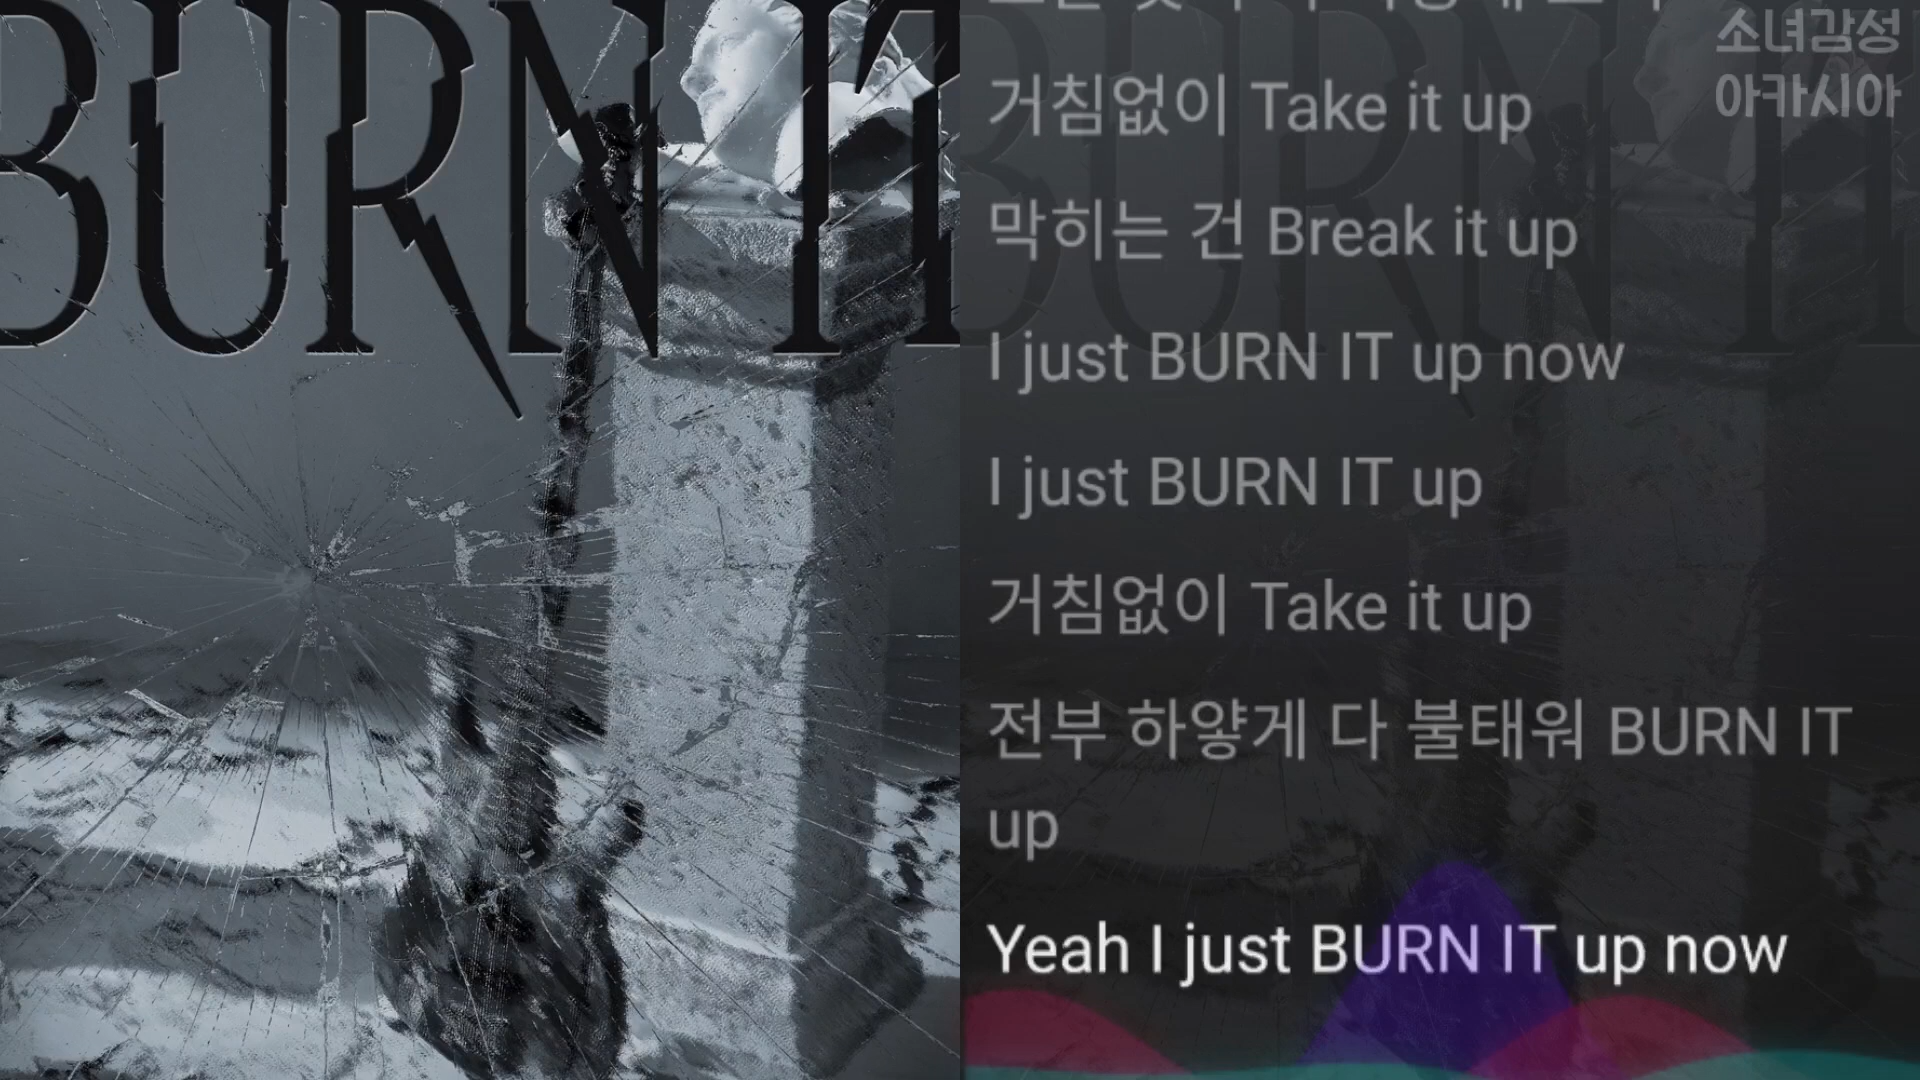 BURN IT
소녀감성
아카시아
거침없이 Take it up
막히는 건 Break it up
I just BURN IT up now
I just BURN IT up
거침없이 Take it up
전부 하얗게 다 불태워 BURN IT
up
Yeah I just BURN IT up now